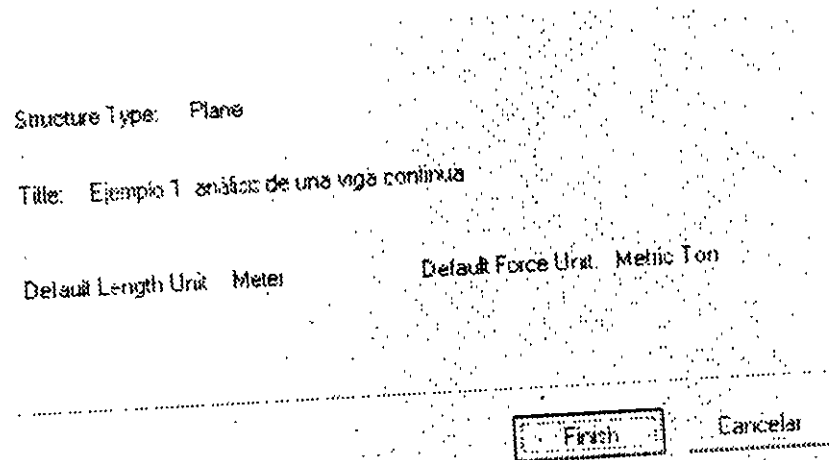 Structure Type: Plane
Title: Ejemplo 1 análisis de una viga continua
Default Length Unit Meter Default Force Unit. Metric Ton
Finish Cancelar